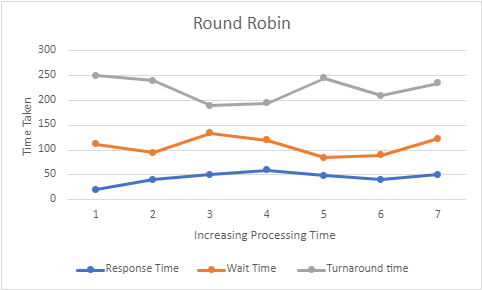 Round Robin
300
250
200
150
100
50
0
Time Taken
1 2 3 4 5 6 7
Increasing Processing Time
Response Time Wait Time Turnaround time